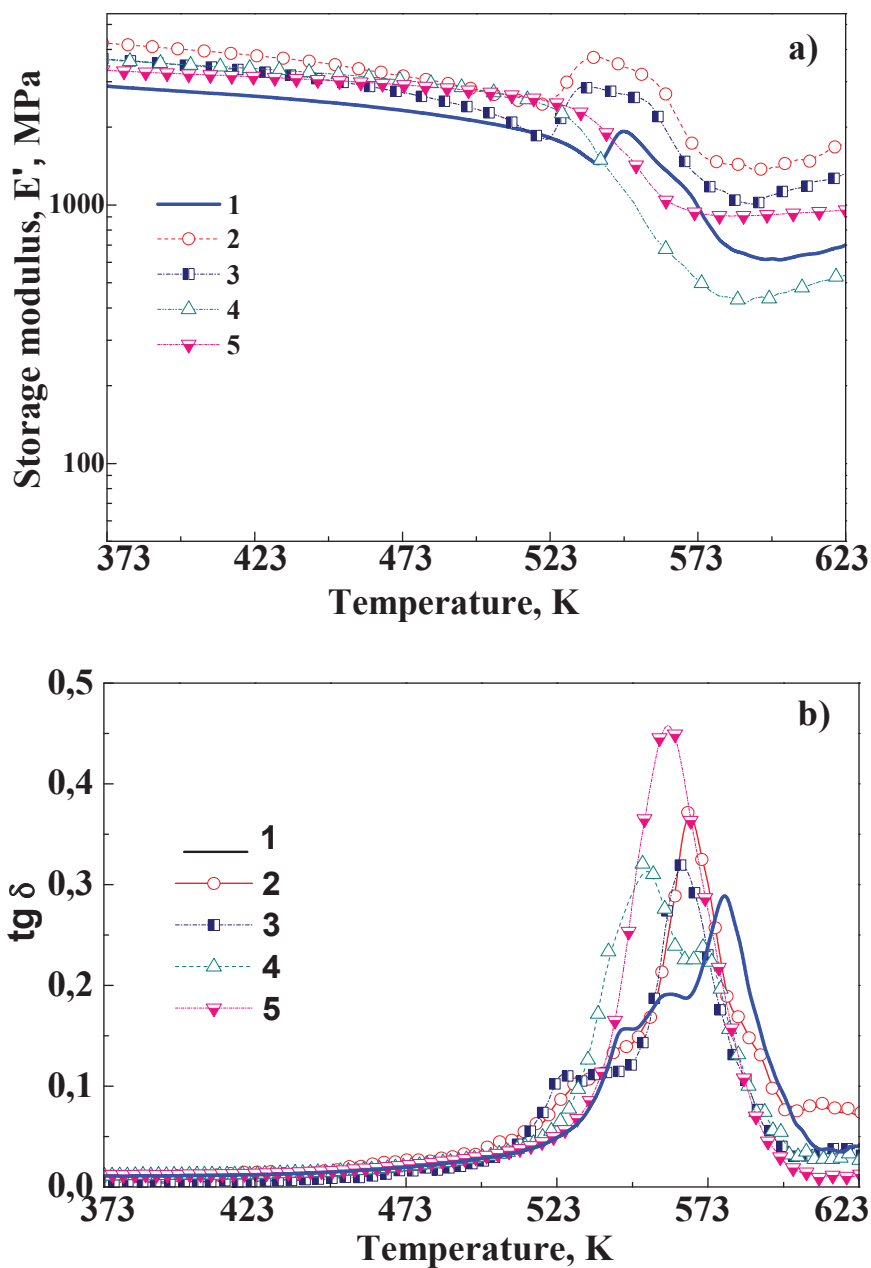 a)
Storage modulus, E', MPa
1000
100
1
2
3
4
5
373 423 473 523 573 623
Temperature, K
b)
tg δ
0,5
0,4
0,3
0,2
0,1
0,0
1
2
3
4
5
373 423 473 523 573 623
Temperature, K